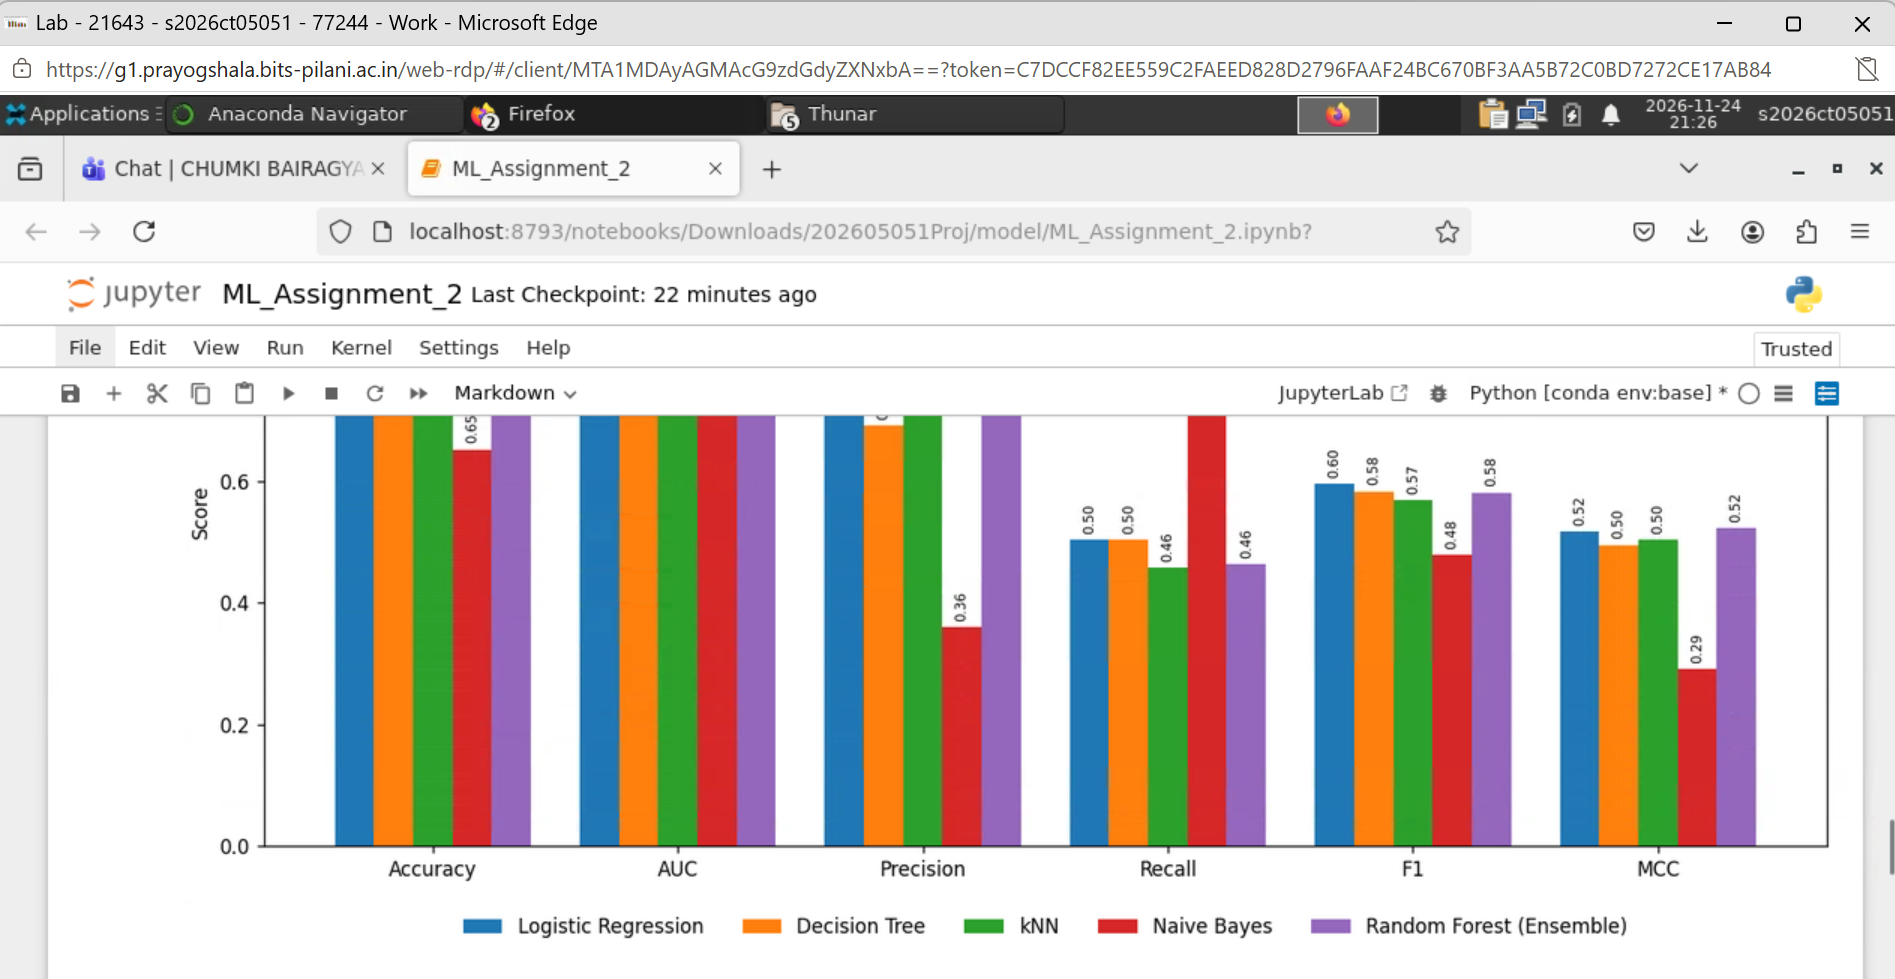 Lab - 21643 - s2026ct05051 - 77244 - Work - Microsoft Edge
https://g1.prayogshala.bits-pilani.ac.in/web-rdp/#/client/MTA1MDAyAGMAcG9zdGdyZXNxbA==?token=C7DCCF82EE559C2FAEED828D2796FAAF24BC670BF3AA5B72C0BD7272CE17AB84
Applications Anaconda Navigator 2 Firefox 5 Thunar 2026-11-24 s2026ct05051
21:26
Chat | CHUMKI BAIRAGYA ML_Assignment_2
localhost:8793/notebooks/Downloads/202605051Proj/model/ML_Assignment_2.ipynb?
jupyter ML_Assignment_2 Last Checkpoint: 22 minutes ago
File Edit View Run Kernel Settings Help Trusted
Markdown JupyterLab Python [conda env:base] *
Score
0.6
0.4
0.2
0.0
0.65
0.36
0.50 0.50 0.46 0.46
0.60 0.58 0.57 0.48 0.58
0.52 0.50 0.50 0.29 0.52
Accuracy AUC Precision Recall F1 MCC
Logistic Regression Decision Tree kNN Naive Bayes Random Forest (Ensemble)